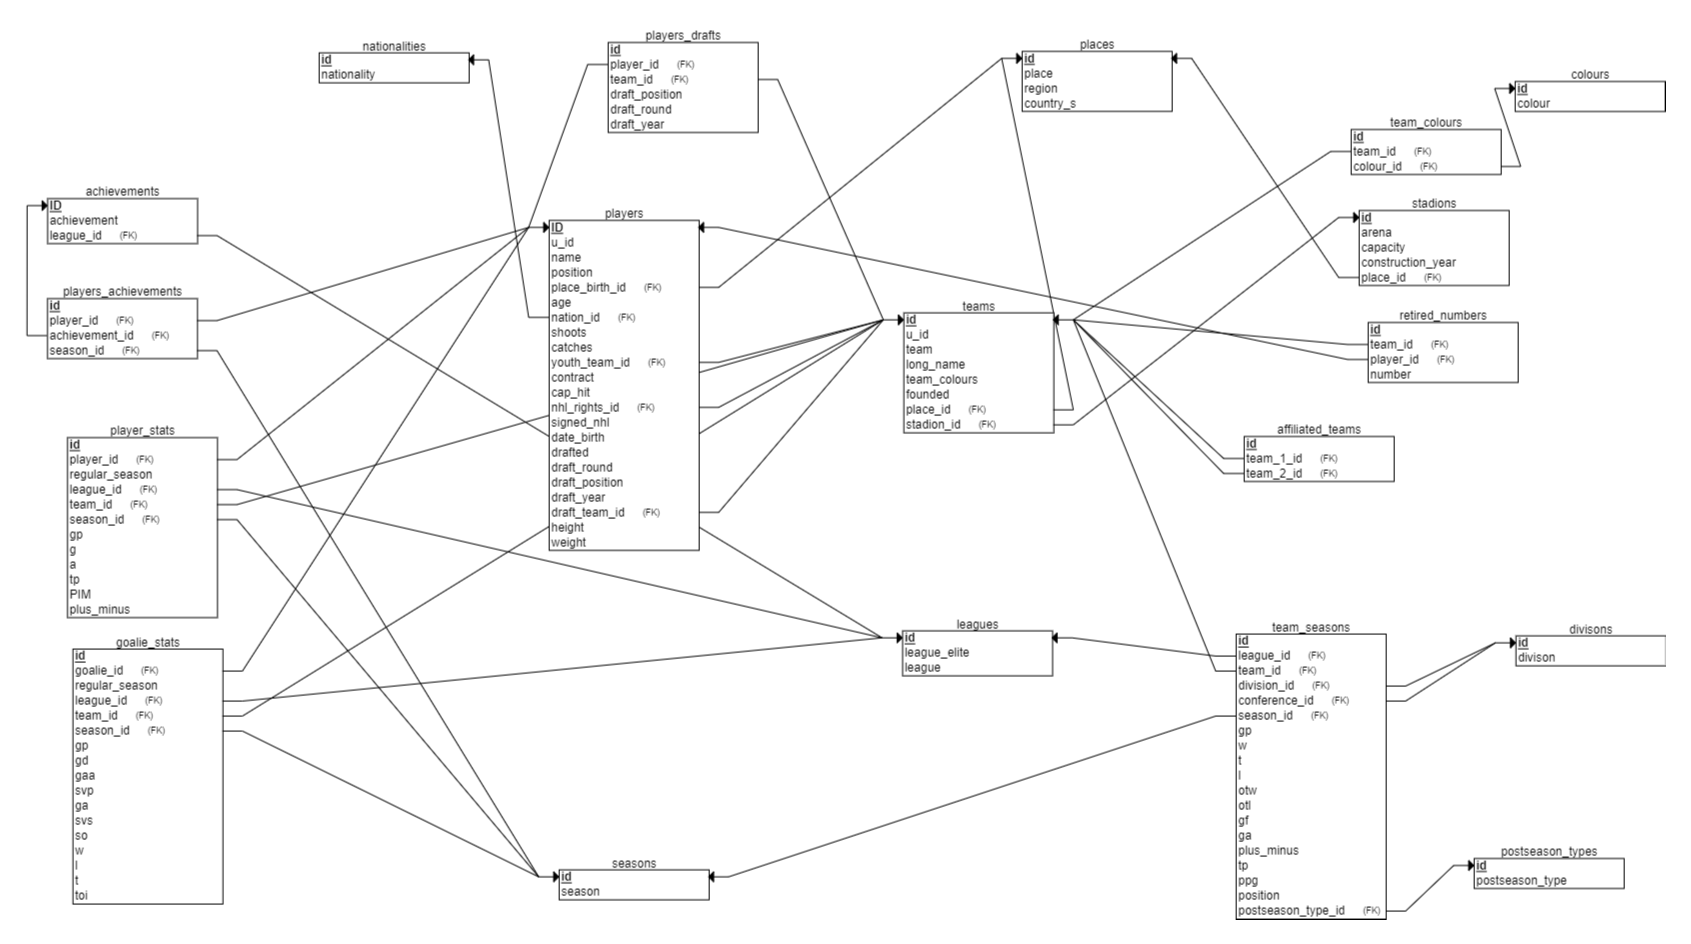 nationalities
id
nationality
players_drafts
id
player_id (FK)
team_id (FK)
draft_position
draft_round
draft_year
places
id
place
region
country_s
colours
id
colour
team_colours
id
team_id (FK)
colour_id (FK)
achievements
ID
achievement
league_id (FK)
players
ID
u_id
name
position
place_birth_id (FK)
age
nation_id (FK)
shoots
catches
youth_team_id (FK)
contract
cap_hit
nhl_rights_id (FK)
signed_nhl
date_birth
drafted
draft_round
draft_position
draft_year
draft_team_id (FK)
height
weight
stadions
id
arena
capacity
construction_year
place_id (FK)
players_achievements
id
player_id (FK)
achievement_id (FK)
season_id (FK)
teams
id
u_id
team
long_name
team_colours
founded
place_id (FK)
stadion_id (FK)
retired_numbers
id
team_id (FK)
player_id (FK)
number
player_stats
id
player_id (FK)
regular_season
league_id (FK)
team_id (FK)
season_id (FK)
gp
g
a
tp
PIM
plus_minus
affiliated_teams
id
team_1_id (FK)
team_2_id (FK)
goalie_stats
id
goalie_id (FK)
regular_season
league_id (FK)
team_id (FK)
season_id (FK)
gp
gd
gaa
svp
ga
svs
so
w
l
t
toi
leagues
id
league_elite
league
team_seasons
id
league_id (FK)
team_id (FK)
division_id (FK)
conference_id (FK)
season_id (FK)
gp
w
t
l
otw
otl
gf
ga
plus_minus
tp
ppg
position
postseason_type_id (FK)
divisons
id
divison
seasons
id
season
postseason_types
id
postseason_type